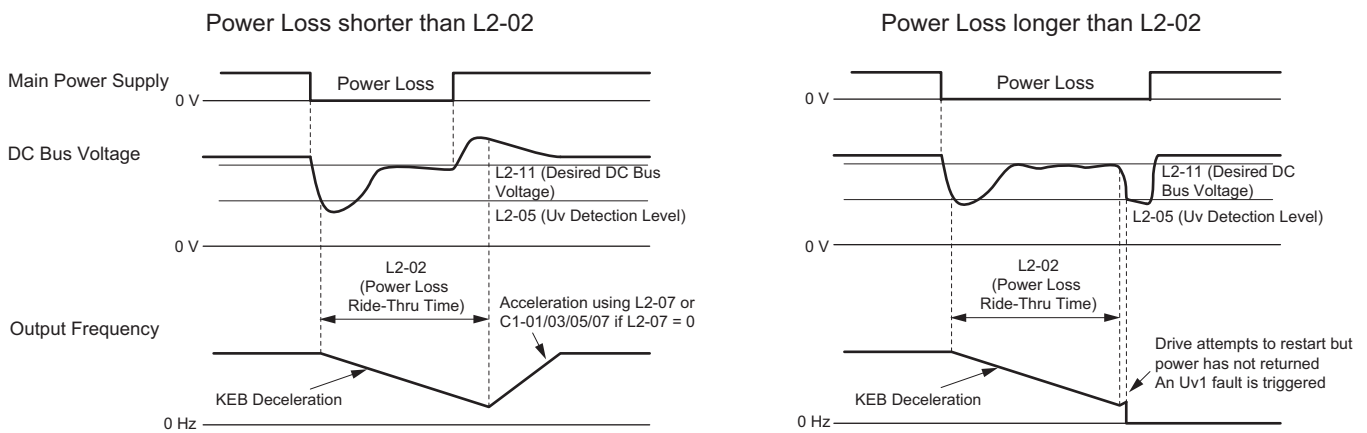 Power Loss shorter than L2-02
Main Power Supply
Power Loss
0 V
DC Bus Voltage
L2-11 (Desired DC Bus
Voltage)
L2-05 (Uv Detection Level)
0 V
L2-02
(Power Loss
Ride-Thru Time)
Acceleration using L2-07 or
C1-01/03/05/07 if L2-07 = 0
Output Frequency
KEB Deceleration
0 Hz
Power Loss longer than L2-02
Power Loss
0 V
L2-11 (Desired DC
Bus Voltage)
L2-05 (Uv Detection Level)
0 V
L2-02
(Power Loss
Ride-Thru Time)
Drive attempts to restart but
power has not returned
An Uv1 fault is triggered
KEB Deceleration
0 Hz